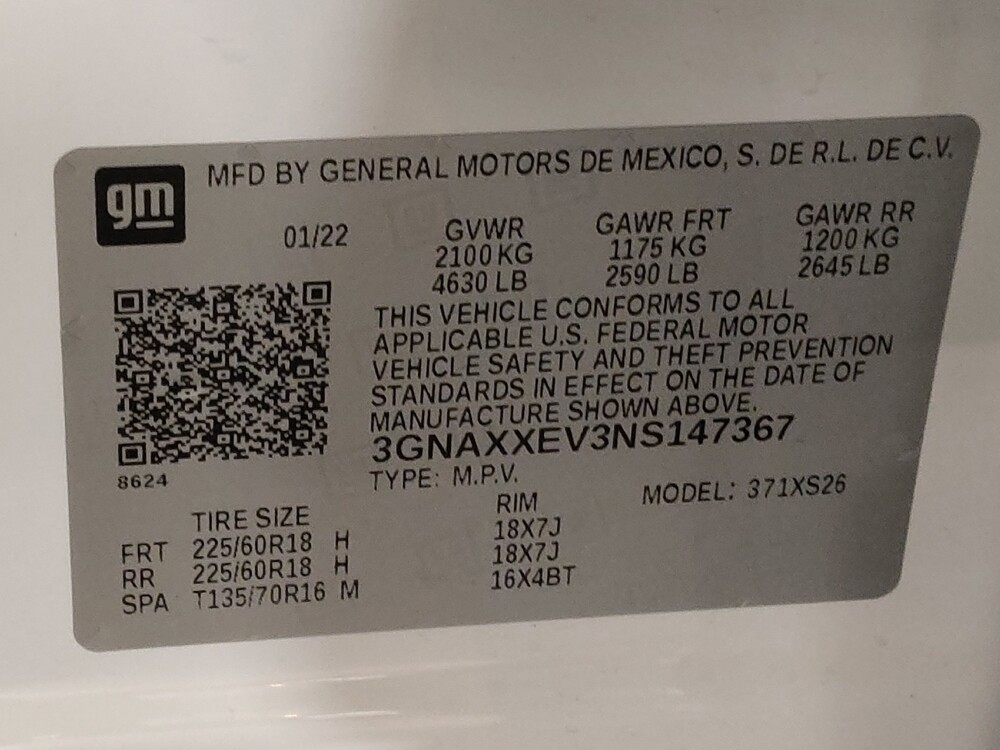 gm
MFD BY GENERAL MOTORS DE MEXICO, S. DE R.L. DE C.V.
01/22 GVWR GAWR FRT GAWR RR
2100 KG 1175 KG 1200 KG
4630 LB 2590 LB 2645 LB
THIS VEHICLE CONFORMS TO ALL
APPLICABLE U.S. FEDERAL MOTOR
VEHICLE SAFETY AND THEFT PREVENTION
STANDARDS IN EFFECT ON THE DATE OF
MANUFACTURE SHOWN ABOVE.
3GNAXXEV3NS147367
8624
TYPE: M.P.V. MODEL: 371XS26
TIRE SIZE RIM
FRT 225/60R18 H 18X7J
RR 225/60R18 H 18X7J
SPA T135/70R16 M 16X4BT